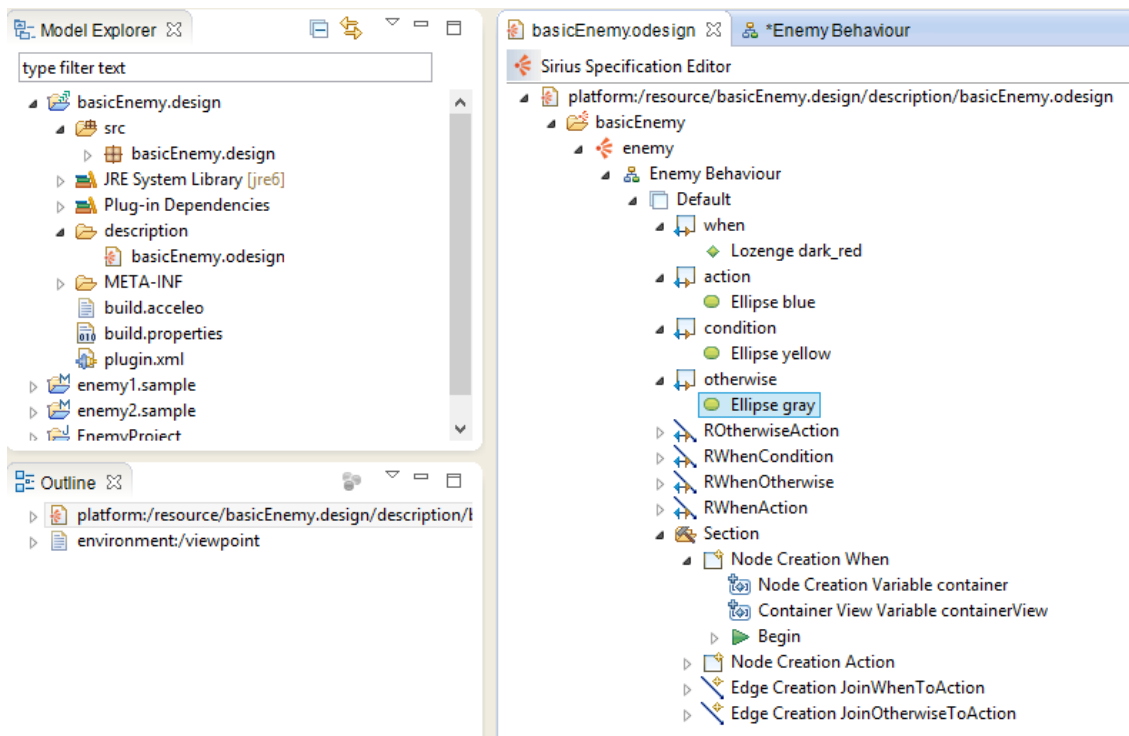 Model Explorer
type filter text
basicEnemy.design
src
basicEnemy.design
JRE System Library [jre6]
Plug-in Dependencies
description
basicEnemy.odesign
META-INF
build.acceleo
build.properties
plugin.xml
enemy1.sample
enemy2.sample
EnemyProject
Outline
platform:/resource/basicEnemy.design/description/b
environment:/viewpoint
basicEnemy.odesign
*Enemy Behaviour
Sirius Specification Editor
platform:/resource/basicEnemy.design/description/basicEnemy.odesign
basicEnemy
enemy
Enemy Behaviour
Default
when
Lozenge dark_red
action
Ellipse blue
condition
Ellipse yellow
otherwise
Ellipse gray
ROtherwiseAction
RWhenCondition
RWhenOtherwise
RWhenAction
Section
Node Creation When
Node Creation Variable container
Container View Variable containerView
Begin
Node Creation Action
Edge Creation JoinWhenToAction
Edge Creation JoinOtherwiseToAction